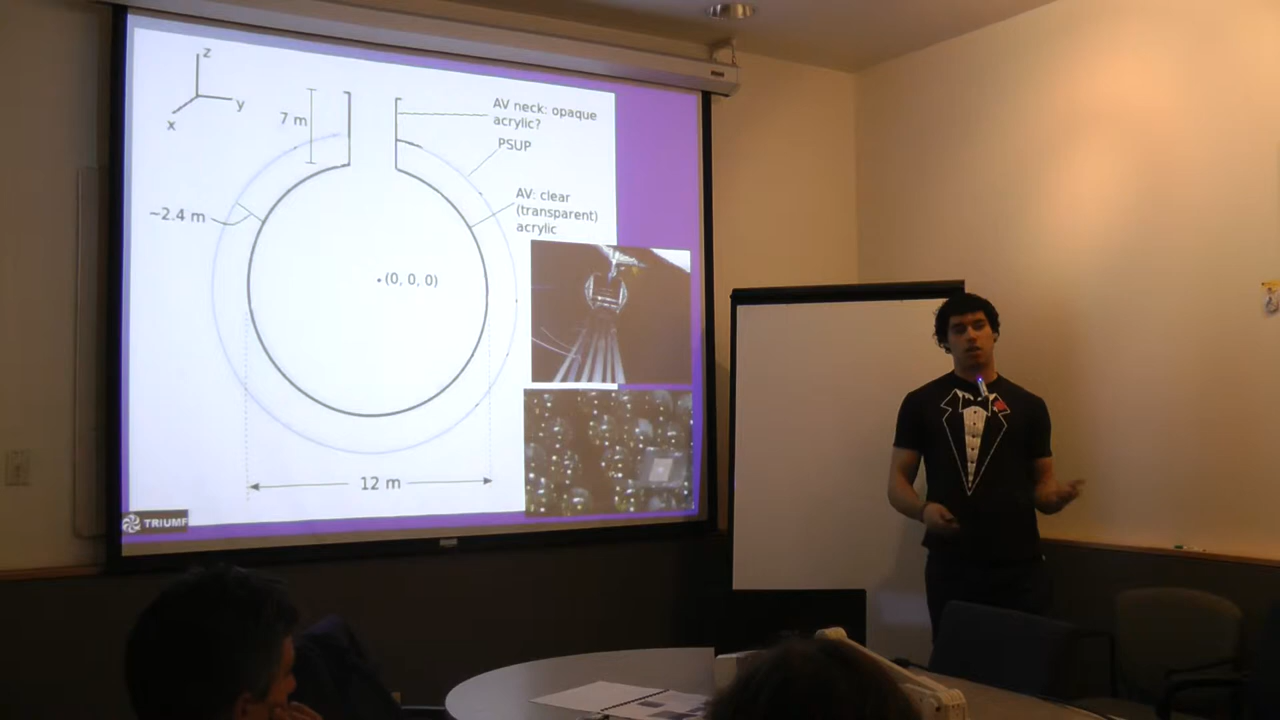 z
y
x
7 m
AV neck: opaque
acrylic?
PSUP
AV: clear
(transparent)
acrylic
~2.4 m
(0, 0, 0)
12 m
TRIUMF